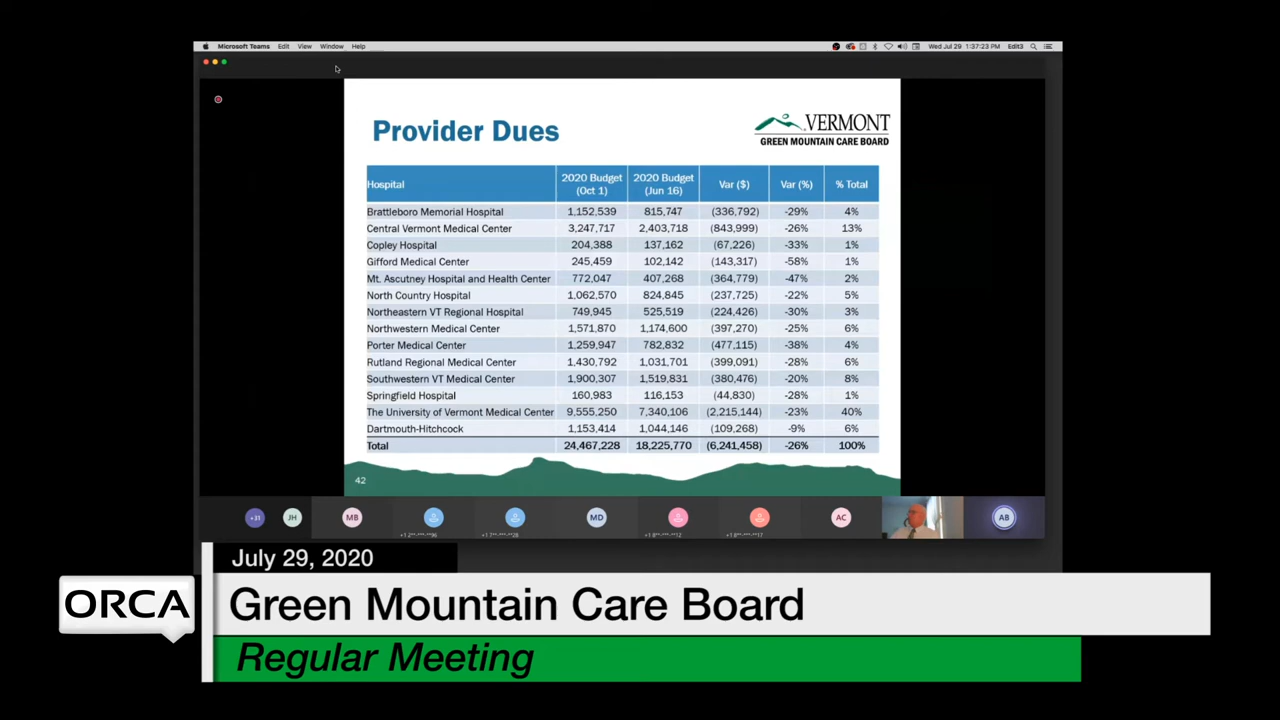 Microsoft Teams Edit View Window Help Wed Jul 29 1:37:23 PM Edit3
Provider Dues
VERMONT
GREEN MOUNTAIN CARE BOARD
Hospital 2020 Budget (Oct 1) 2020 Budget (Jun 16) Var ($) Var (%) % Total
Brattleboro Memorial Hospital 1,152,539 815,747 (336,792) -29% 4%
Central Vermont Medical Center 3,247,717 2,403,718 (843,999) -26% 13%
Copley Hospital 204,388 137,162 (67,226) -33% 1%
Gifford Medical Center 245,459 102,142 (143,317) -58% 1%
Mt. Ascutney Hospital and Health Center 772,047 407,268 (364,779) -47% 2%
North Country Hospital 1,062,570 824,845 (237,725) -22% 5%
Northeastern VT Regional Hospital 749,945 525,519 (224,426) -30% 3%
Northwestern Medical Center 1,571,870 1,174,600 (397,270) -25% 6%
Porter Medical Center 1,259,947 782,832 (477,115) -38% 4%
Rutland Regional Medical Center 1,430,792 1,031,701 (399,091) -28% 6%
Southwestern VT Medical Center 1,900,307 1,519,831 (380,476) -20% 8%
Springfield Hospital 160,983 116,153 (44,830) -28% 1%
The University of Vermont Medical Center 9,555,250 7,340,106 (2,215,144) -23% 40%
Dartmouth-Hitchcock 1,153,414 1,044,146 (109,268) -9% 6%
Total 24,467,228 18,225,770 (6,241,458) -26% 100%
42
+31 JH MB MD AC AB
July 29, 2020
ORCA
Green Mountain Care Board
Regular Meeting